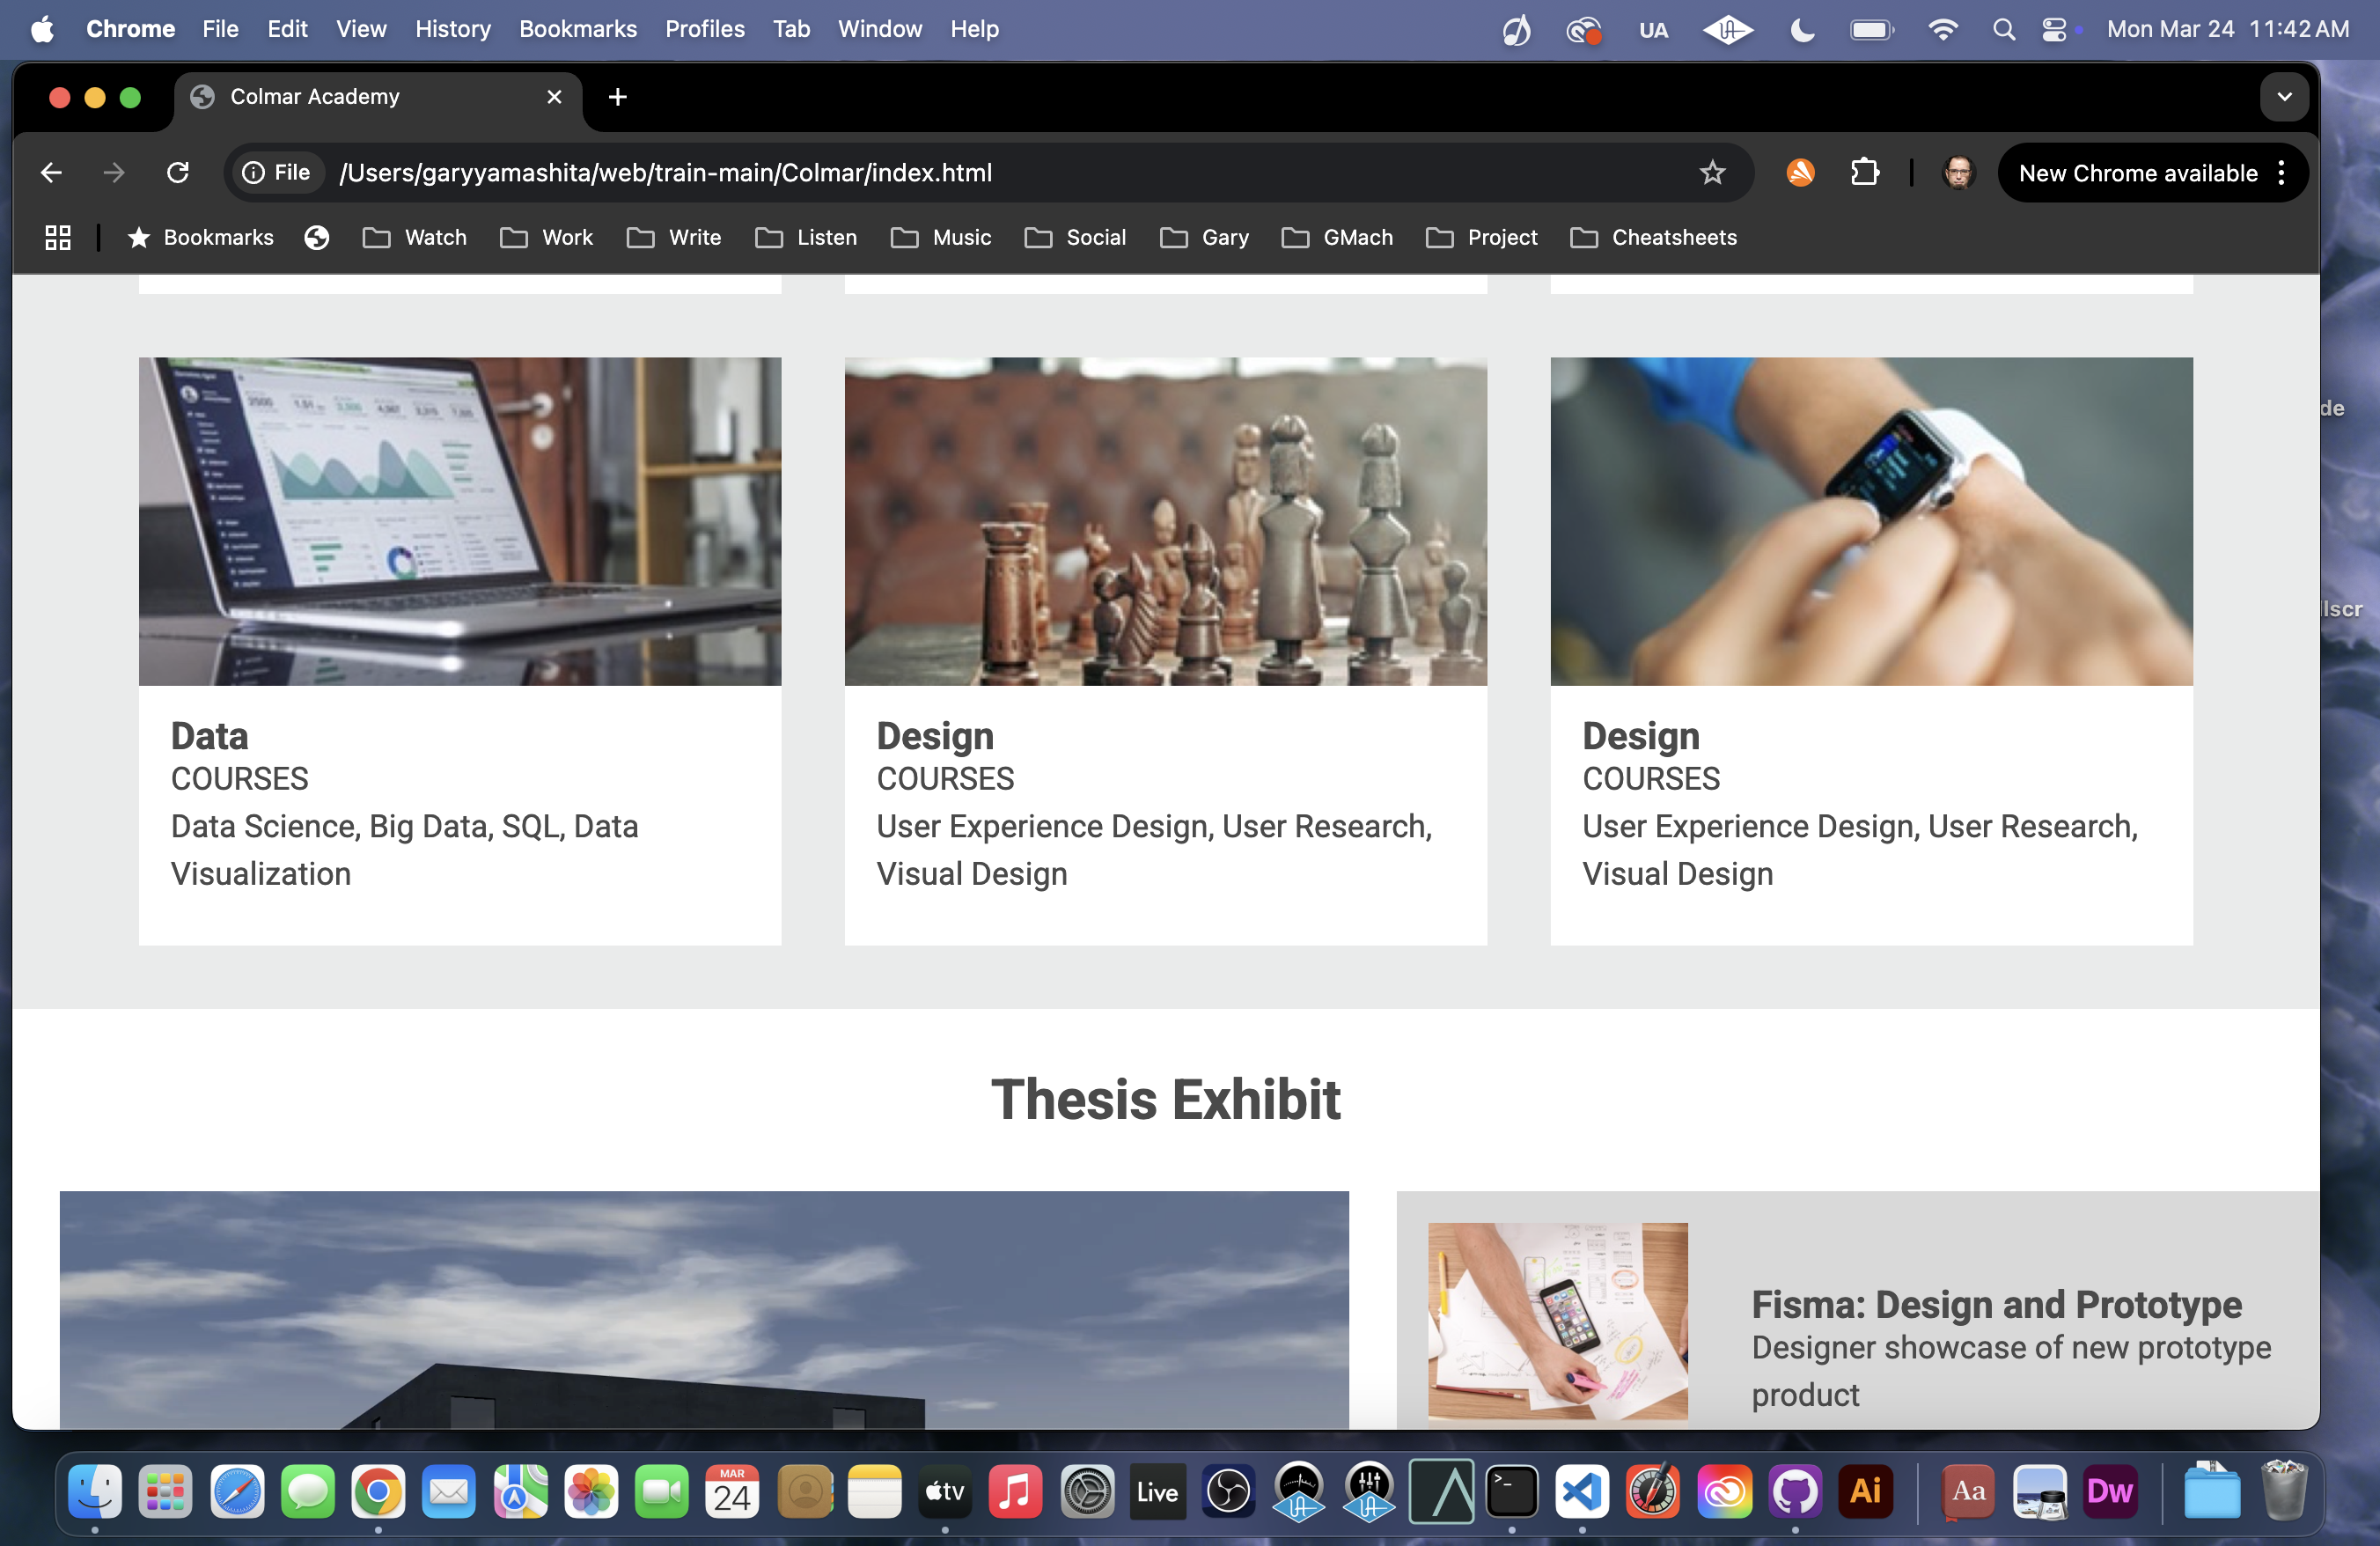 Chrome File Edit View History Bookmarks Profiles Tab Window Help UA Mon Mar 24 11:42 AM
Colmar Academy
File /Users/garyyamashita/web/train-main/Colmar/index.html New Chrome available
Bookmarks Watch Work Write Listen Music Social Gary GMach Project Cheatsheets
de
llscr
Data
COURSES
Data Science, Big Data, SQL, Data
Visualization
Design
COURSES
User Experience Design, User Research,
Visual Design
Design
COURSES
User Experience Design, User Research,
Visual Design
Thesis Exhibit
Fisma: Design and Prototype
Designer showcase of new prototype
product
MAR
24
tv
Live
Ai
Aa
Dw